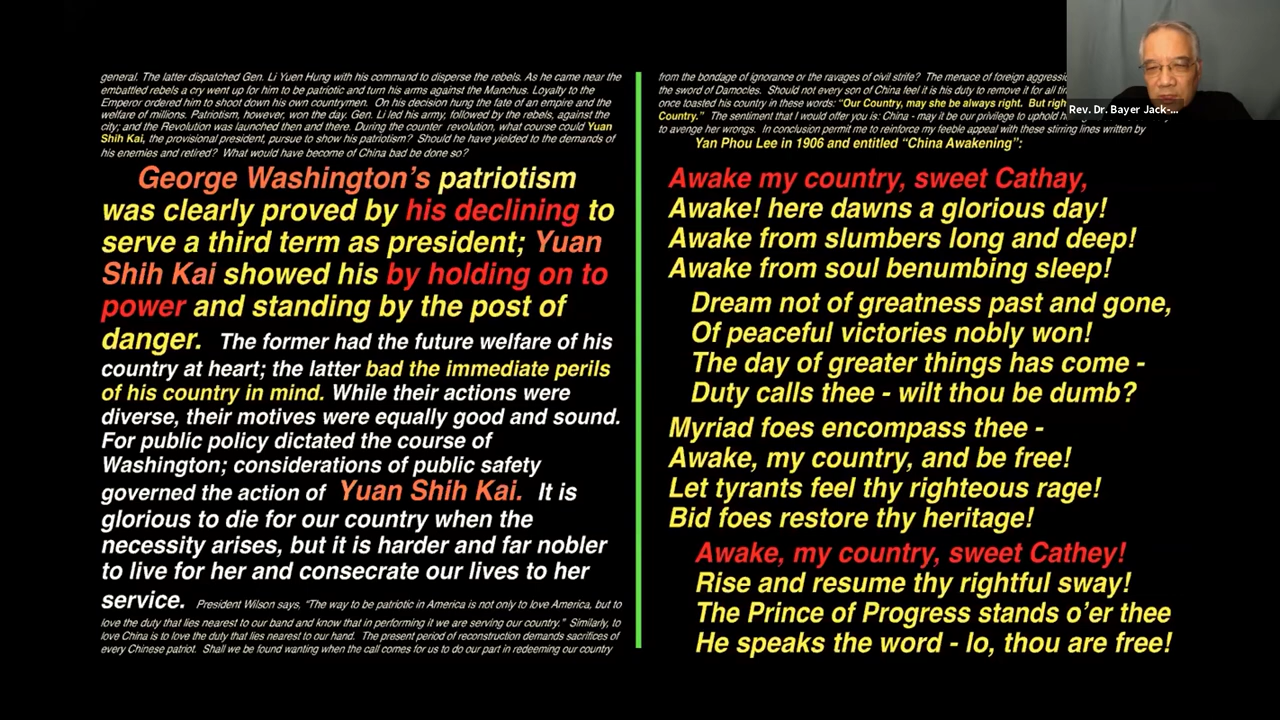 general. The latter dispatched Gen. Li Yuen Hung with his command to disperse the rebels. As he came near the
embattled rebels a cry went up for him to be patriotic and turn his arms against the Manchus. Loyalty to the
Emperor ordered him to shoot down his own countrymen. On his decision hung the fate of an empire and the
welfare of millions. Patriotism, however, won the day. Gen. Li led his army, followed by the rebels, against the
city; and the Revolution was launched then and there. During the counter revolution, what course could Yuan
Shih Kai, the provisional president, pursue to show his patriotism? Should he have yielded to the demands of
his enemies and retired? What would have become of China bad be done so?
George Washington's patriotism
was clearly proved by his declining to
serve a third term as president; Yuan
Shih Kai showed his by holding on to
power and standing by the post of
danger. The former had the future welfare of his
country at heart; the latter bad the immediate perils
of his country in mind. While their actions were
diverse, their motives were equally good and sound.
For public policy dictated the course of
Washington; considerations of public safety
governed the action of Yuan Shih Kai. It is
glorious to die for our country when the
necessity arises, but it is harder and far nobler
to live for her and consecrate our lives to her
service. President Wilson says, "The way to be patriotic in America is not only to love America, but to
love the duty that lies nearest to our band and know that in performing it we are serving our country." Similarly, to
love China is to love the duty that lies nearest to our hand. The present period of reconstruction demands sacrifices of
every Chinese patriot. Shall we be found wanting when the call comes for us to do our part in redeeming our country
from the bondage of ignorance or the ravages of civil strife? The menace of foreign aggressi
the sword of Damocles. Should not every son of China feel it is his duty to remove it for all ti
once toasted his country in these words: "Our Country, may she be always right. But righ
Country." The sentiment that I would offer you is: China - may it be our privilege to uphold h
to avenge her wrongs. In conclusion permit me to reinforce my feeble appeal with these stirring lines written by
Yan Phou Lee in 1906 and entitled "China Awakening":
Awake my country, sweet Cathay,
Awake! here dawns a glorious day!
Awake from slumbers long and deep!
Awake from soul benumbing sleep!
Dream not of greatness past and gone,
Of peaceful victories nobly won!
The day of greater things has come -
Duty calls thee - wilt thou be dumb?
Myriad foes encompass thee -
Awake, my country, and be free!
Let tyrants feel thy righteous rage!
Bid foes restore thy heritage!
Awake, my country, sweet Cathey!
Rise and resume thy rightful sway!
The Prince of Progress stands o'er thee
He speaks the word - lo, thou are free!
Rev. Dr. Bayer Jack-...